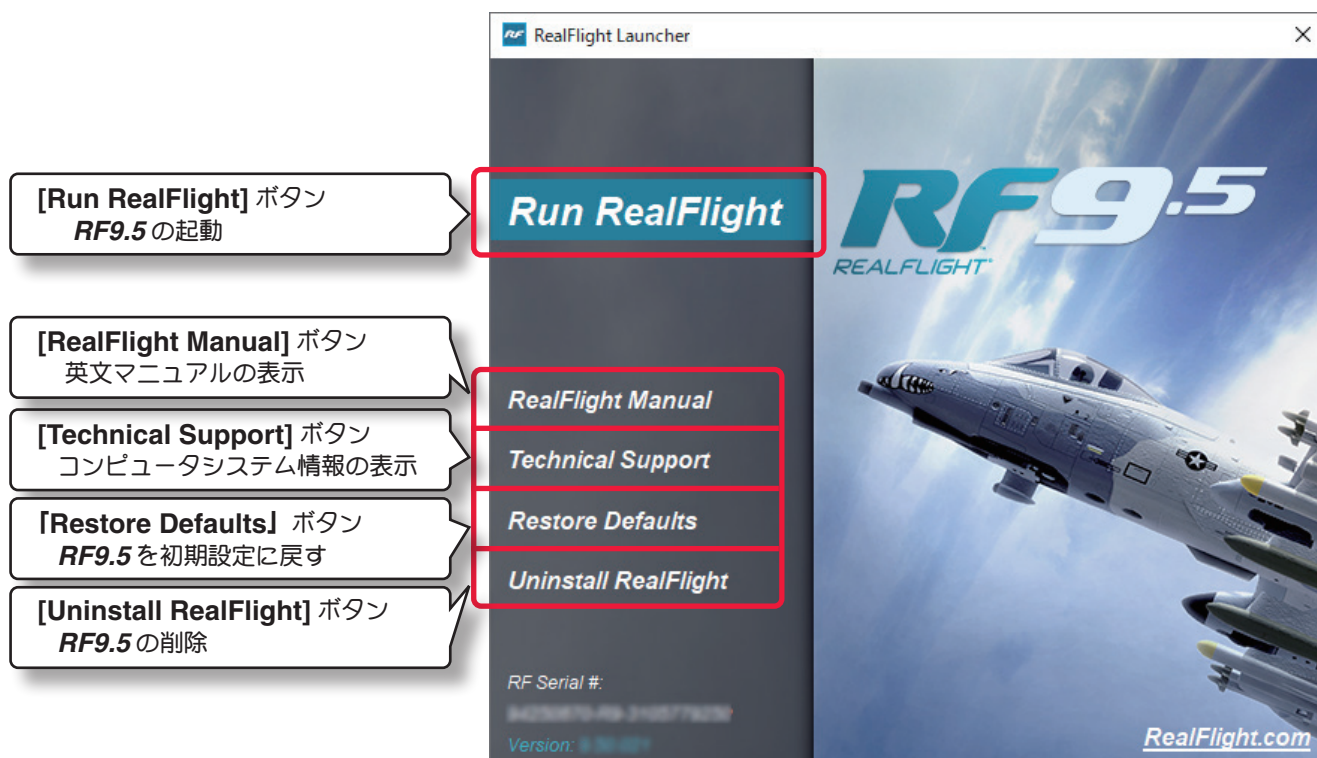 RF RealFlight Launcher
[Run RealFlight] ボタン
RF9.5 の起動
Run RealFlight
RF9.5
REALFLIGHT
[RealFlight Manual] ボタン
英文マニュアルの表示
RealFlight Manual
[Technical Support] ボタン
コンピュータシステム情報の表示
Technical Support
「Restore Defaults」 ボタン
RF9.5 を初期設定に戻す
Restore Defaults
[Uninstall RealFlight] ボタン
RF9.5 の削除
Uninstall RealFlight
RF Serial #:
Version:
RealFlight.com